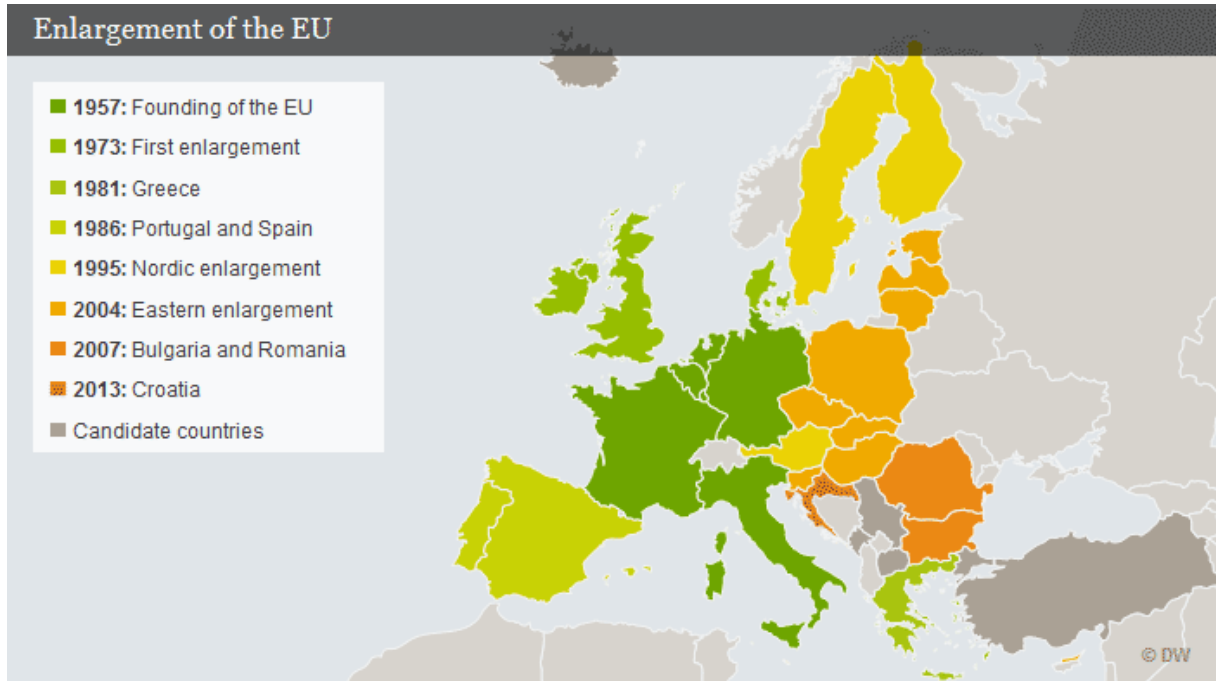 Enlargement of the EU
1957: Founding of the EU
1973: First enlargement
1981: Greece
1986: Portugal and Spain
1995: Nordic enlargement
2004: Eastern enlargement
2007: Bulgaria and Romania
2013: Croatia
Candidate countries
© DW